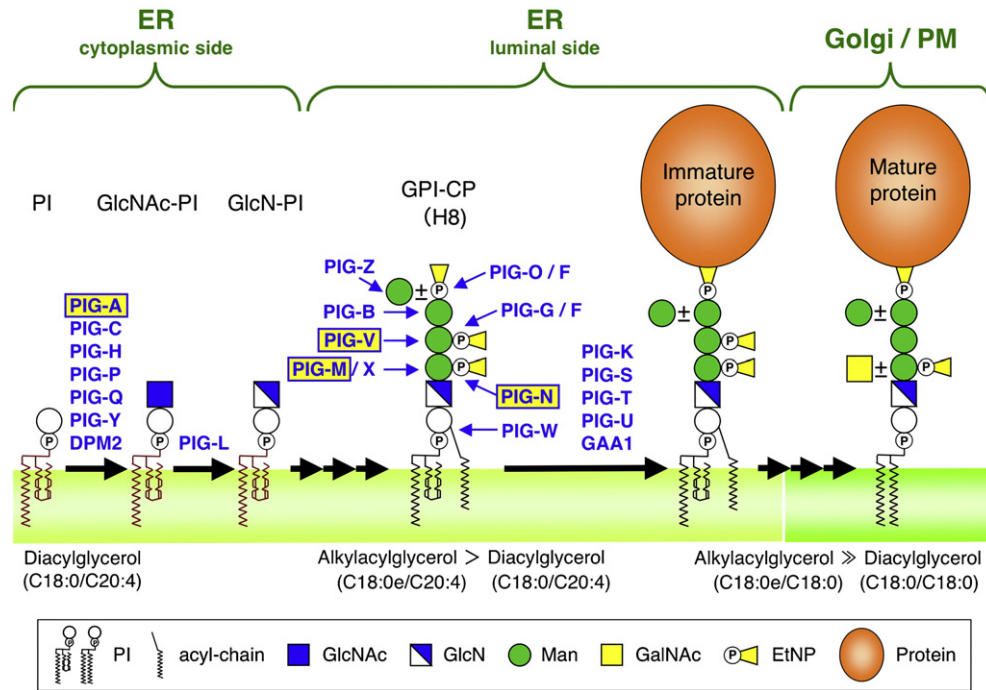 ER
cytoplasmic side
ER
luminal side
Golgi / PM
PI
GlcNAc-PI
GlcN-PI
GPI-CP
(H8)
Immature
protein
Mature
protein
PIG-A
PIG-C
PIG-H
PIG-P
PIG-Q
PIG-Y
DPM2
PIG-L
PIG-Z
±
PIG-B
PIG-V
PIG-M / X
PIG-O / F
PIG-G / F
PIG-N
PIG-W
PIG-K
PIG-S
PIG-T
PIG-U
GAA1
±
±
±
P
P
P
P
P
P
P
P
P
P
P
P
P
P
Diacylglycerol
(C18:0/C20:4)
Alkylacylglycerol > Diacylglycerol
(C18:0e/C20:4) (C18:0/C20:4)
Alkylacylglycerol ≫ Diacylglycerol
(C18:0e/C18:0) (C18:0/C18:0)
P P PI acyl-chain GlcNAc GlcN Man GalNAc P EtNP Protein